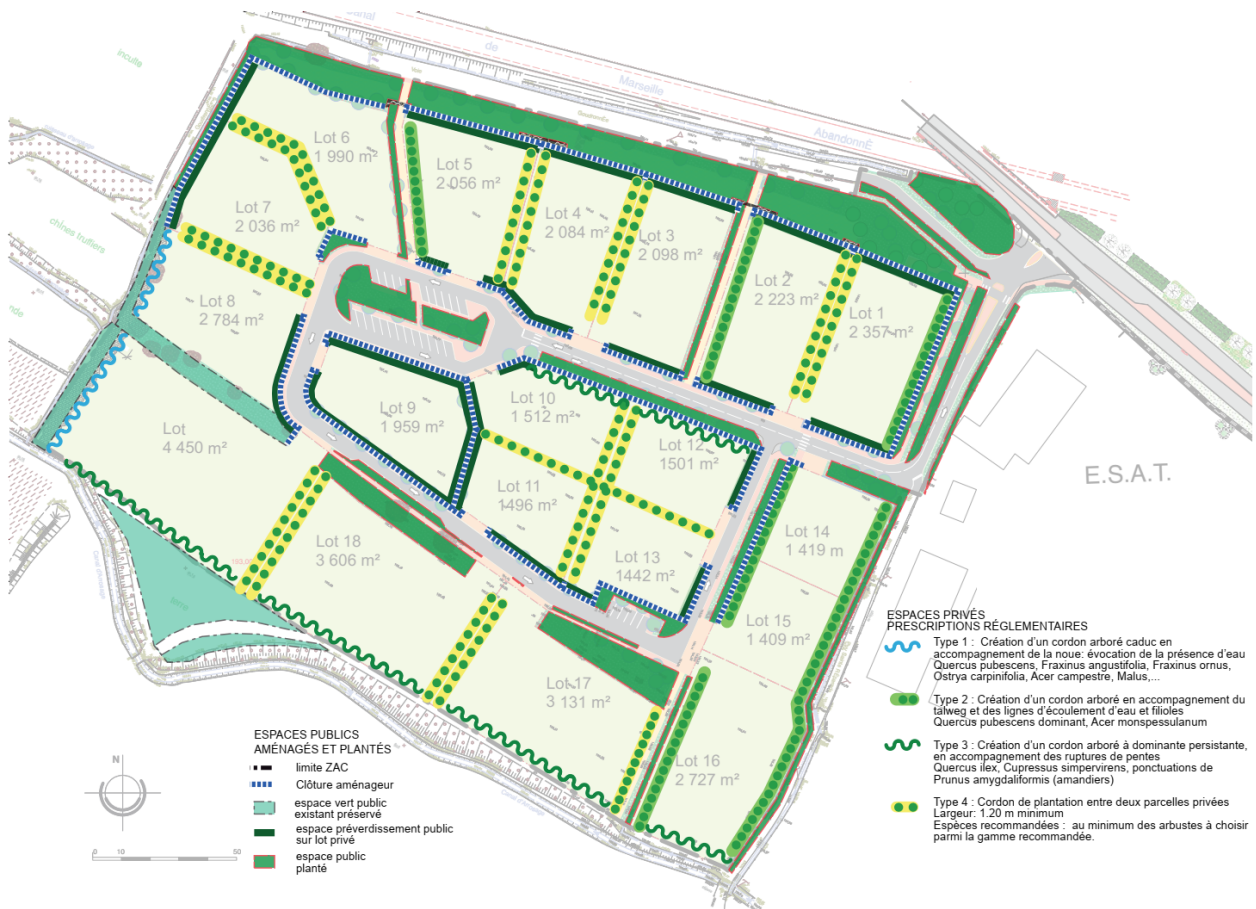 Canal
de
Marseille
Abandonné
inculte
chênes truffiers
Lot 6
1 990 m²
Lot 5
2 056 m²
Lot 4
2 084 m²
Lot 3
2 098 m²
Lot 7
2 036 m²
Lot 2
2 223 m²
Lot 1
2 357 m²
Lot 8
2 784 m²
Lot 9
1 959 m²
Lot 10
1 512 m²
Lot 12
1501 m²
Lot
4 450 m²
Lot 11
1496 m²
E.S.A.T.
Lot 14
1 419 m
Lot 18
3 606 m²
Lot 13
1442 m²
Lot 15
1 409 m²
Lot 17
3 131 m²
Lot 16
2 727 m²
ESPACES PUBLICS
AMÉNAGÉS ET PLANTÉS
limite ZAC
Clôture aménageur
espace vert public
existant préservé
espace préverdissement public
sur lot privé
espace public
planté
N
0 10 50
ESPACES PRIVÉS
PRESCRIPTIONS RÉGLEMENTAIRES
Type 1 : Création d'un cordon arboré caduc en
accompagnement de la noue: évocation de la présence d'eau
Quercus pubescens, Fraxinus angustifolia, Fraxinus ornus,
Ostrya carpinifolia, Acer campestre, Malus,...
Type 2 : Création d'un cordon arboré en accompagnement du
talweg et des lignes d'écoulement d'eau et filioles
Quercus pubescens dominant, Acer monspessulanum
Type 3 : Création d'un cordon arboré à dominante persistante,
en accompagnement des ruptures de pentes
Quercus ilex, Cupressus simpervirens, ponctuations de
Prunus amygdaliformis (amandiers)
Type 4 : Cordon de plantation entre deux parcelles privées
Largeur: 1.20 m minimum
Espèces recommandées : au minimum des arbustes à choisir
parmi la gamme recommandée.